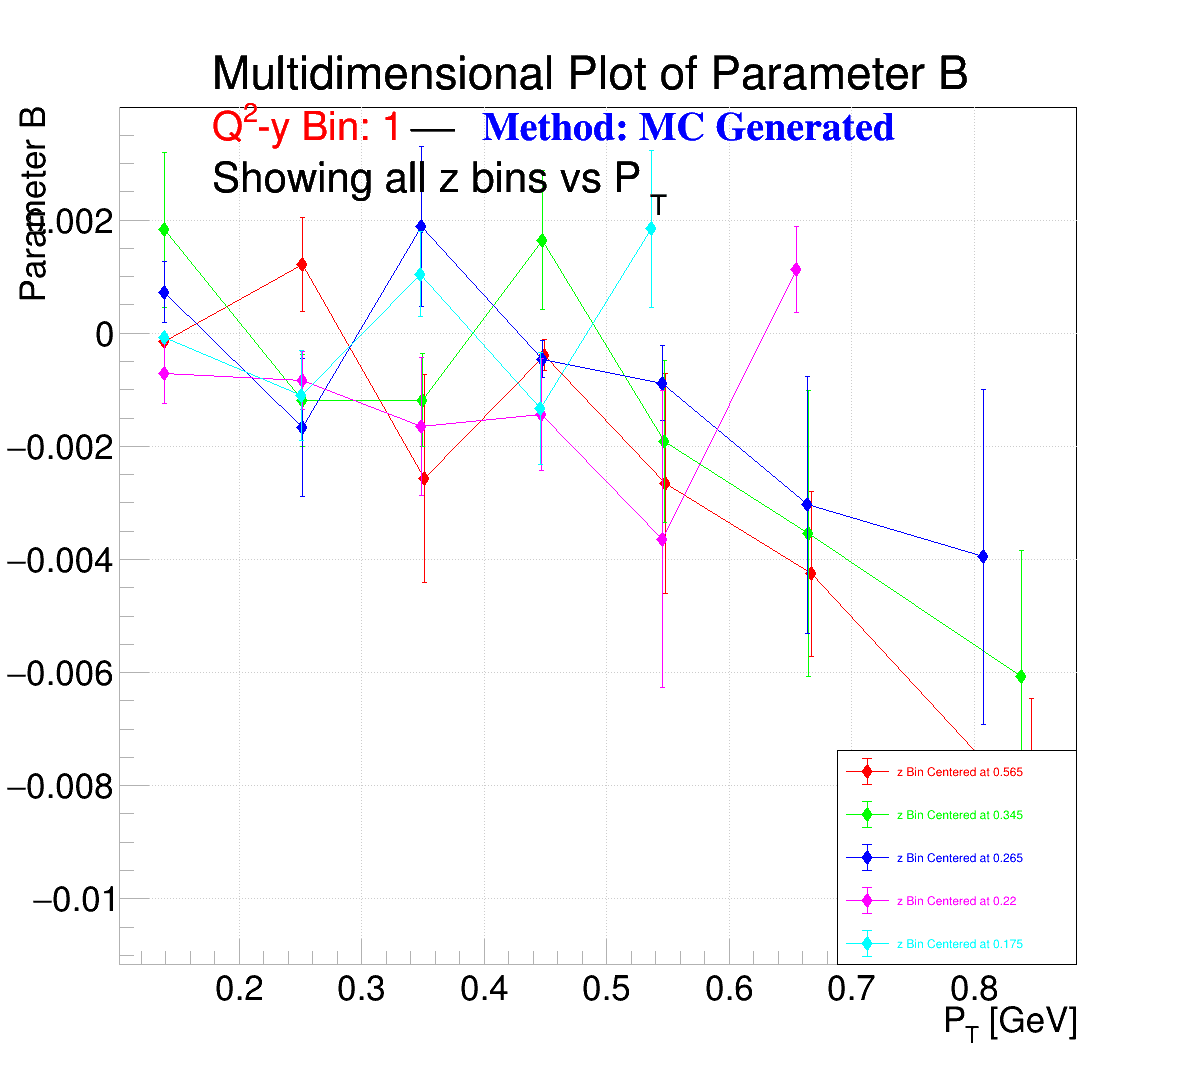 Multidimensional Plot of Parameter B
Q²-y Bin: 1 — Method: MC Generated
Showing all z bins vs P_T
Parameter B
0.002
0
−0.002
−0.004
−0.006
−0.008
−0.01
z Bin Centered at 0.565
z Bin Centered at 0.345
z Bin Centered at 0.265
z Bin Centered at 0.22
z Bin Centered at 0.175
0.2 0.3 0.4 0.5 0.6 0.7 0.8
P_T [GeV]